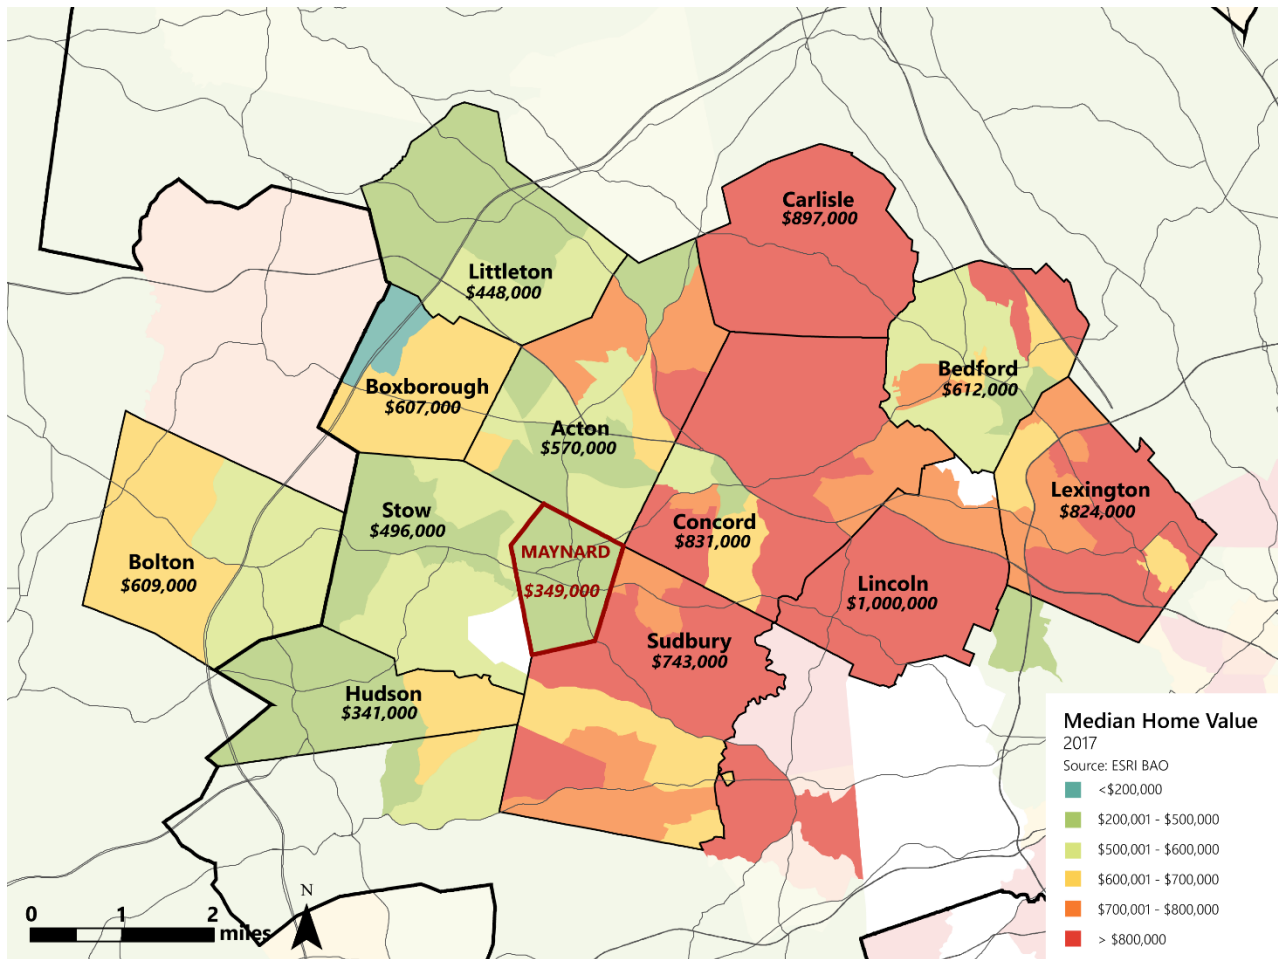 Carlisle
$897,000
Littleton
$448,000
Bedford
$612,000
Boxborough
$607,000
Acton
$570,000
Lexington
$824,000
Stow
$496,000
Concord
$831,000
MAYNARD
$349,000
Bolton
$609,000
Lincoln
$1,000,000
Sudbury
$743,000
Hudson
$341,000
Median Home Value
2017
Source: ESRI BAO
<$200,000
$200,001 - $500,000
$500,001 - $600,000
$600,001 - $700,000
$700,001 - $800,000
> $800,000
N
0 1 2
miles